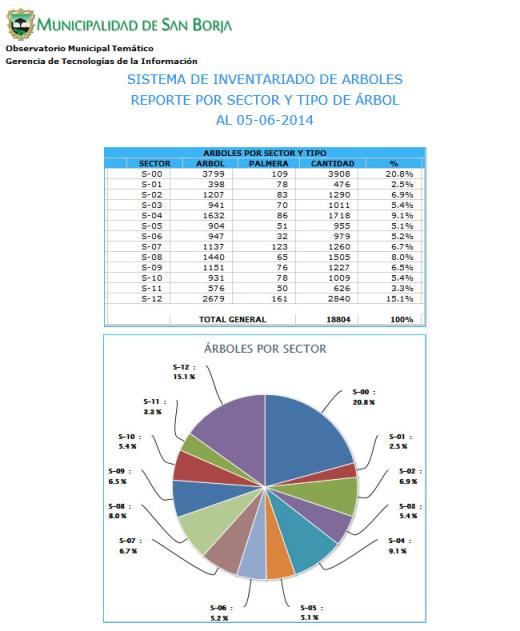 MUNICIPALIDAD DE SAN BORJA
Observatorio Municipal Temático
Gerencia de Tecnologías de la Información
SISTEMA DE INVENTARIADO DE ARBOLES
REPORTE POR SECTOR Y TIPO DE ÁRBOL
AL 05-06-2014
ARBOLES POR SECTOR Y TIPO
SECTOR ARBOL PALMERA CANTIDAD %
S-00 3799 109 3908 20.8%
S-01 398 78 476 2.5%
S-02 1207 83 1290 6.9%
S-03 941 70 1011 5.4%
S-04 1632 86 1718 9.1%
S-05 904 51 955 5.1%
S-06 947 32 979 5.2%
S-07 1137 123 1260 6.7%
S-08 1440 65 1505 8.0%
S-09 1151 76 1227 6.5%
S-10 931 78 1009 5.4%
S-11 576 50 626 3.3%
S-12 2679 161 2840 15.1%
TOTAL GENERAL 18804 100%
ÁRBOLES POR SECTOR
S-12 :
15.1 %
S-00 :
20.8 %
S-11 :
3.3 %
S-10 :
5.4 %
S-01 :
2.5 %
S-09 :
6.5 %
S-02 :
6.9 %
S-08 :
8.0 %
S-03 :
5.4 %
S-07 :
6.7 %
S-04 :
9.1 %
S-06 :
5.2 %
S-05 :
5.1 %